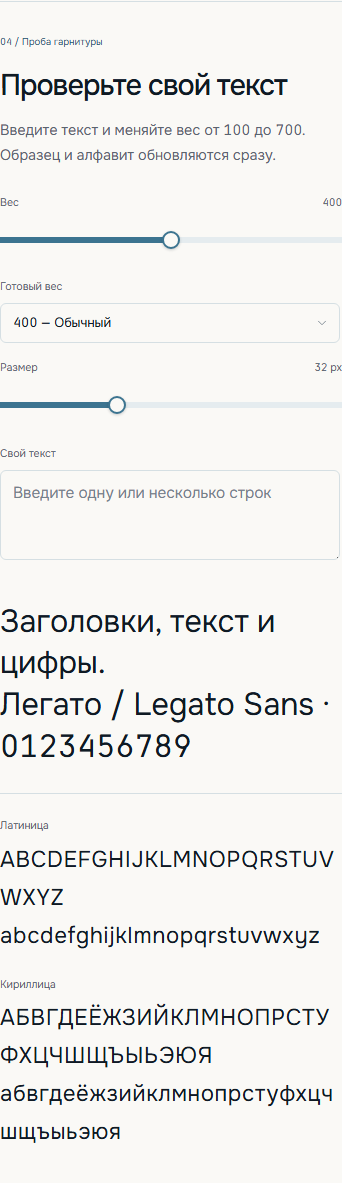 04 / Проба гарнитуры
Проверьте свой текст
Введите текст и меняйте вес от 100 до 700.
Образец и алфавит обновляются сразу.
Вес 400
Готовый вес
400 — Обычный
Размер 32 px
Свой текст
Введите одну или несколько строк
Заголовки, текст и
цифры.
Легато / Legato Sans ·
0123456789
Латиница
ABCDEFGHIJKLMNOPQRSTUV
WXYZ
abcdefghijklmnopqrstuvwxyz
Кириллица
АБВГДЕЁЖЗИЙКЛМНОПРСТУ
ФХЦЧШЩЪЫЬЭЮЯ
абвгдеёжзийклмнопрстуфхцч
шщъыьэюя